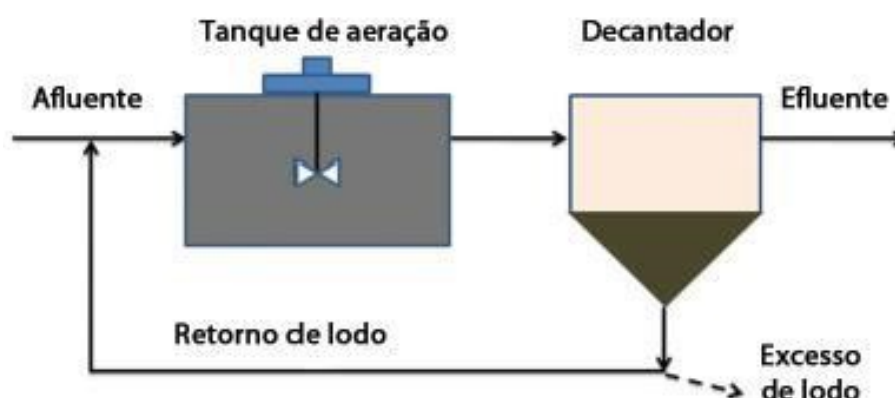 Tanque de aeração
Decantador
Afluente
Efluente
Retorno de lodo
Excesso
de lodo